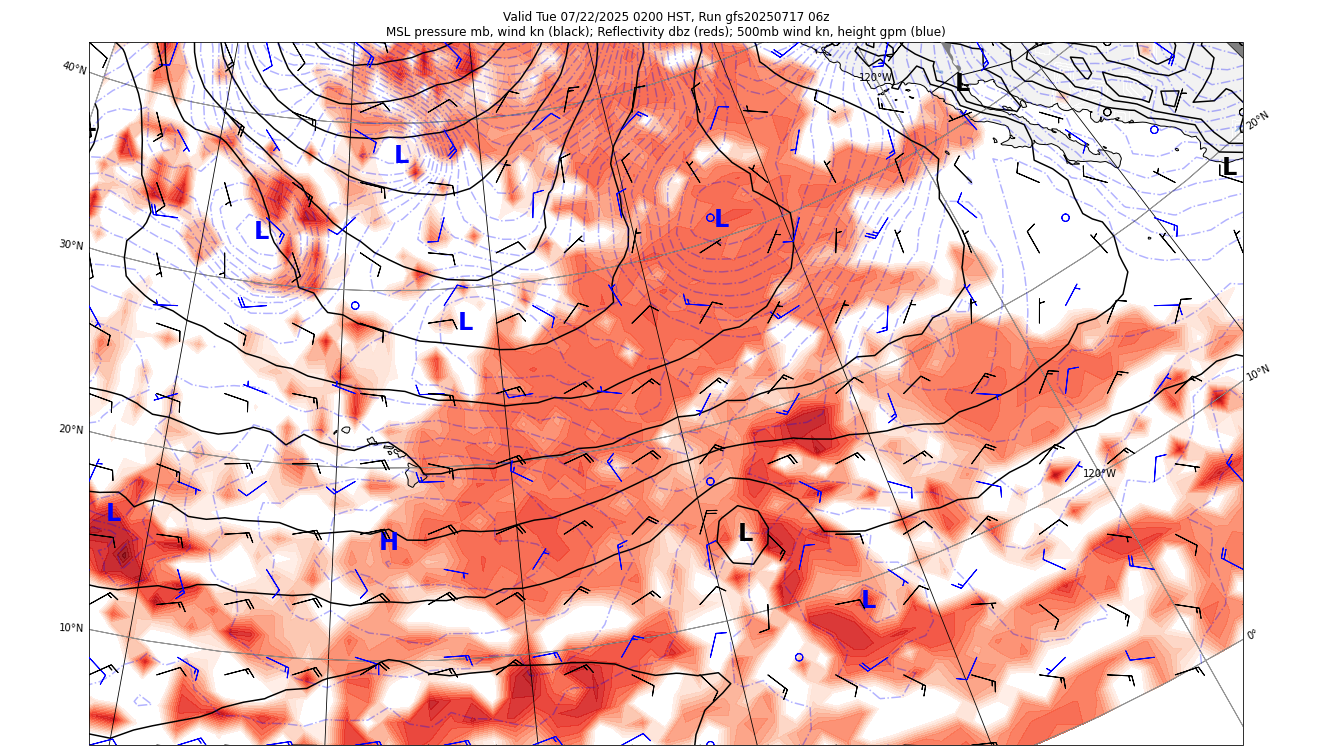 Valid Tue 07/22/2025 0200 HST, Run gfs20250717 06z
MSL pressure mb, wind kn (black); Reflectivity dbz (reds); 500mb wind kn, height gpm (blue)
40°N
120°W
L
20°N
L
L
L
L
30°N
L
10°N
20°N
120°W
L
L
H
L
10°N
0°